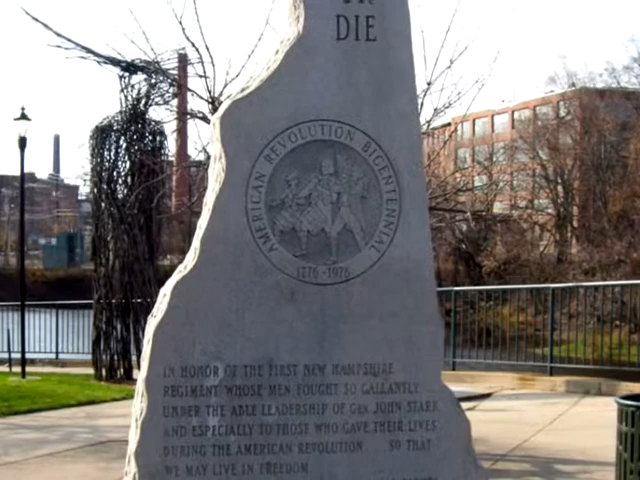 DIE
AMERICAN REVOLUTION BICENTENNIAL
1776 - 1976
IN HONOR OF THE FIRST NEW HAMPSHIRE
REGIMENT WHOSE MEN FOUGHT SO GALLANTLY
UNDER THE ABLE LEADERSHIP OF GEN JOHN STARK
AND ESPECIALLY TO THOSE WHO GAVE THEIR LIVES
DURING THE AMERICAN REVOLUTION . . . SO THAT
WE MAY LIVE IN FREEDOM.